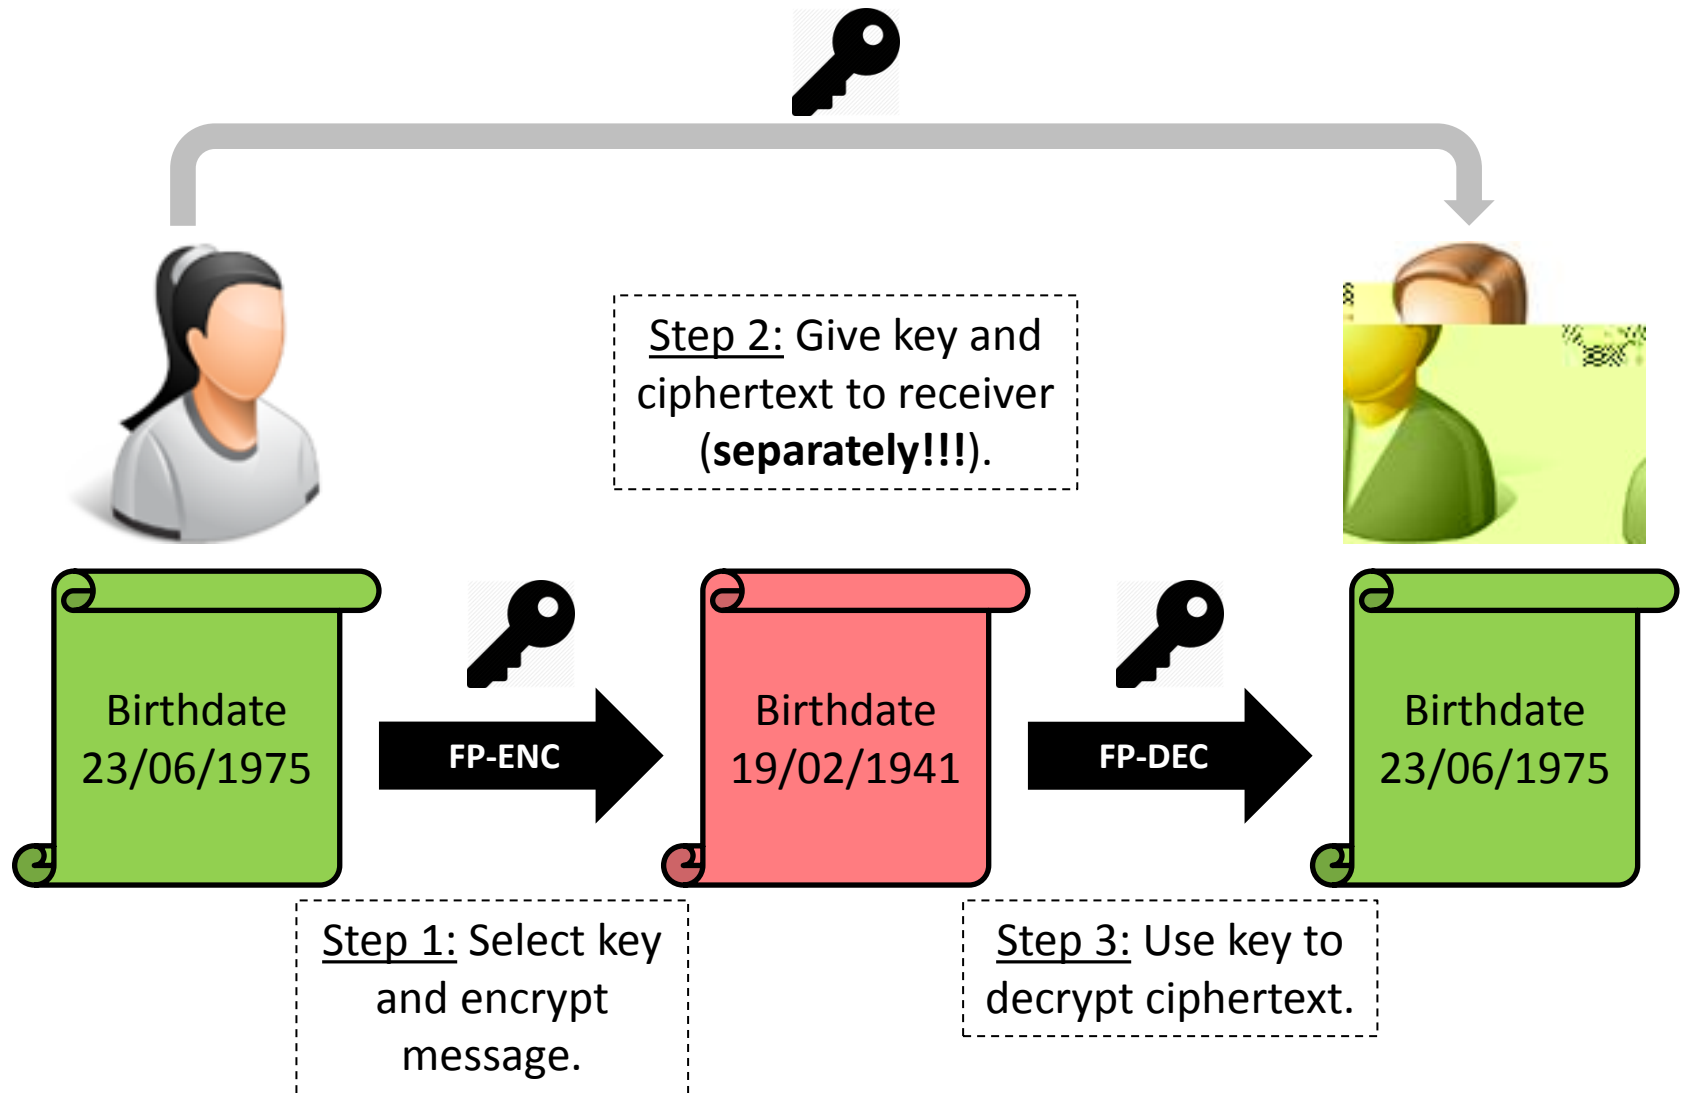 Step 2: Give key and
ciphertext to receiver
(separately!!!).
Birthdate
23/06/1975
FP-ENC
Birthdate
19/02/1941
FP-DEC
Birthdate
23/06/1975
Step 1: Select key
and encrypt
message.
Step 3: Use key to
decrypt ciphertext.